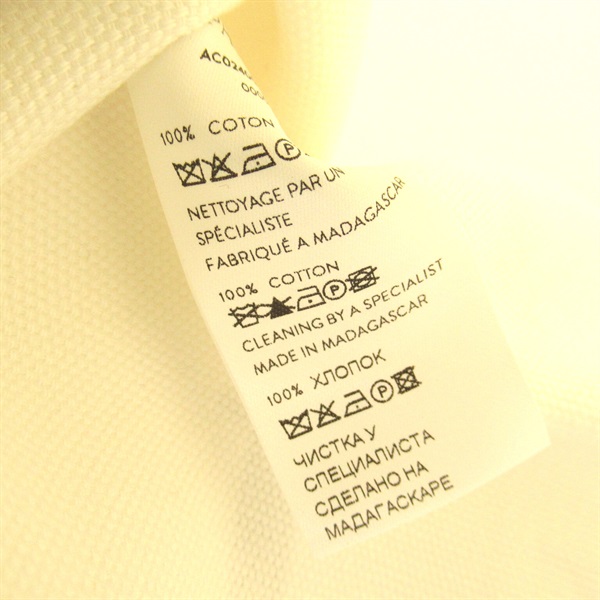 100% COTON
NETTOYAGE PAR UN
SPÉCIALISTE
FABRIQUÉ A MADAGASCAR
100% COTTON
CLEANING BY A SPECIALIST
MADE IN MADAGASCAR
100% ХЛОПОК
ЧИСТКА У
СПЕЦИАЛИСТА
СДЕЛАНО НА
МАДАГАСКАРЕ